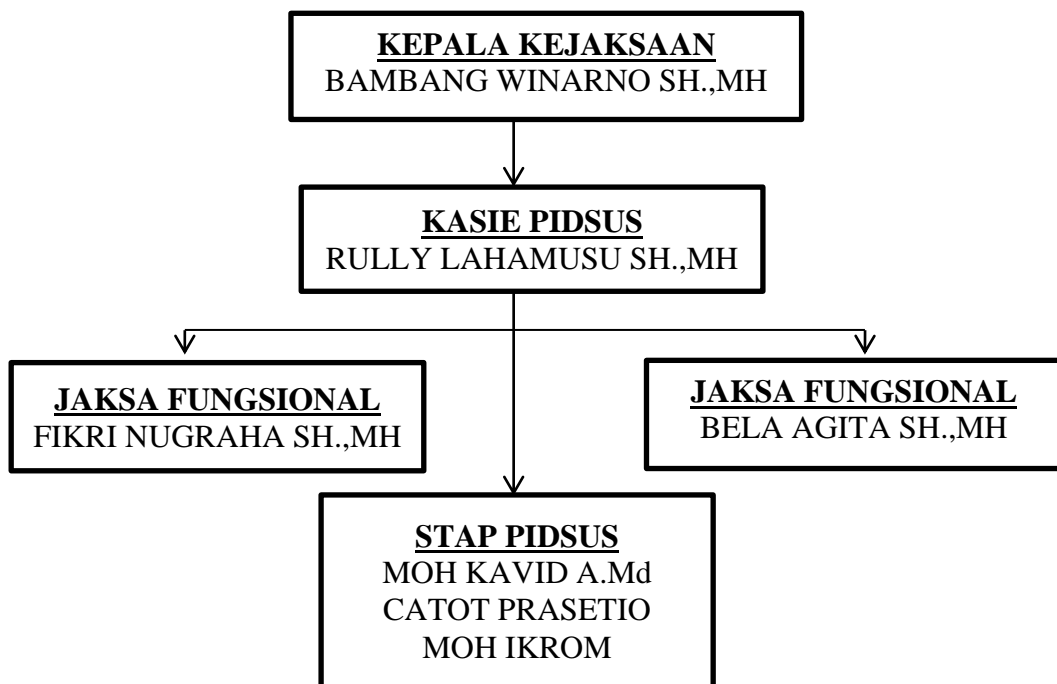 KEPALA KEJAKSAAN
BAMBANG WINARNO SH.,MH
KASIE PIDSUS
RULLY LAHAMUSU SH.,MH
JAKSA FUNGSIONAL
FIKRI NUGRAHA SH.,MH
JAKSA FUNGSIONAL
BELA AGITA SH.,MH
STAP PIDSUS
MOH KAVID A.Md
CATOT PRASETIO
MOH IKROM